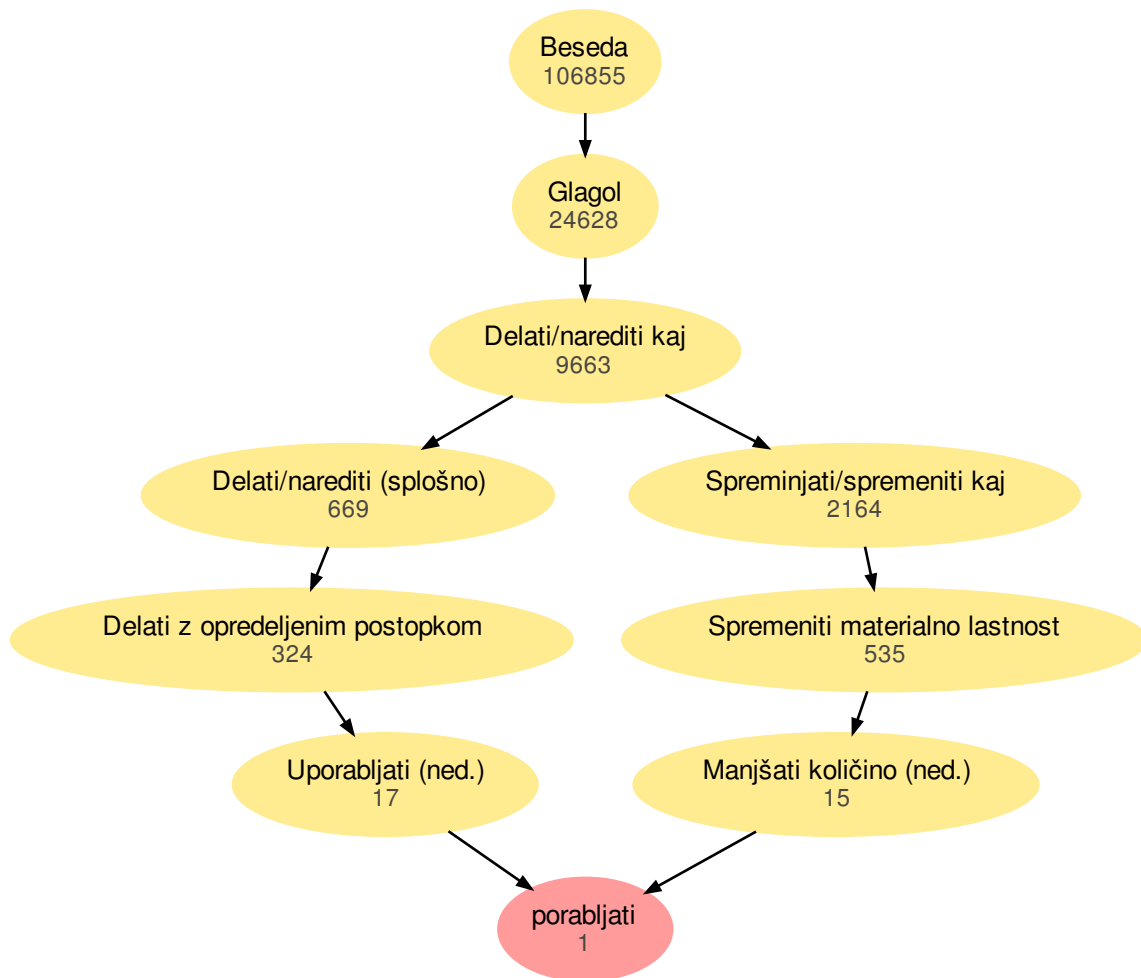 Beseda
106855
Glagol
24628
Delati/narediti kaj
9663
Delati/narediti (splošno)
669
Spreminjati/spremeniti kaj
2164
Delati z opredeljenim postopkom
324
Spremeniti materialno lastnost
535
Uporabljati (ned.)
17
Manjšati količino (ned.)
15
porabljati
1